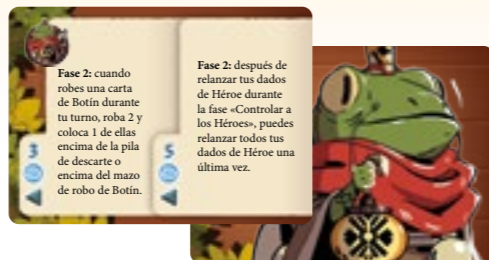 Fase 2: cuando
robes una carta
de Botín durante
tu turno, roba 2 y
coloca 1 de ellas
encima de la pila
de descarte o
encima del mazo
de robo de Botín.
3
Fase 2: después de
relanzar tus dados
de Héroe durante
la fase «Controlar a
los Héroes», puedes
relanzar todos tus
dados de Héroe una
última vez.
5